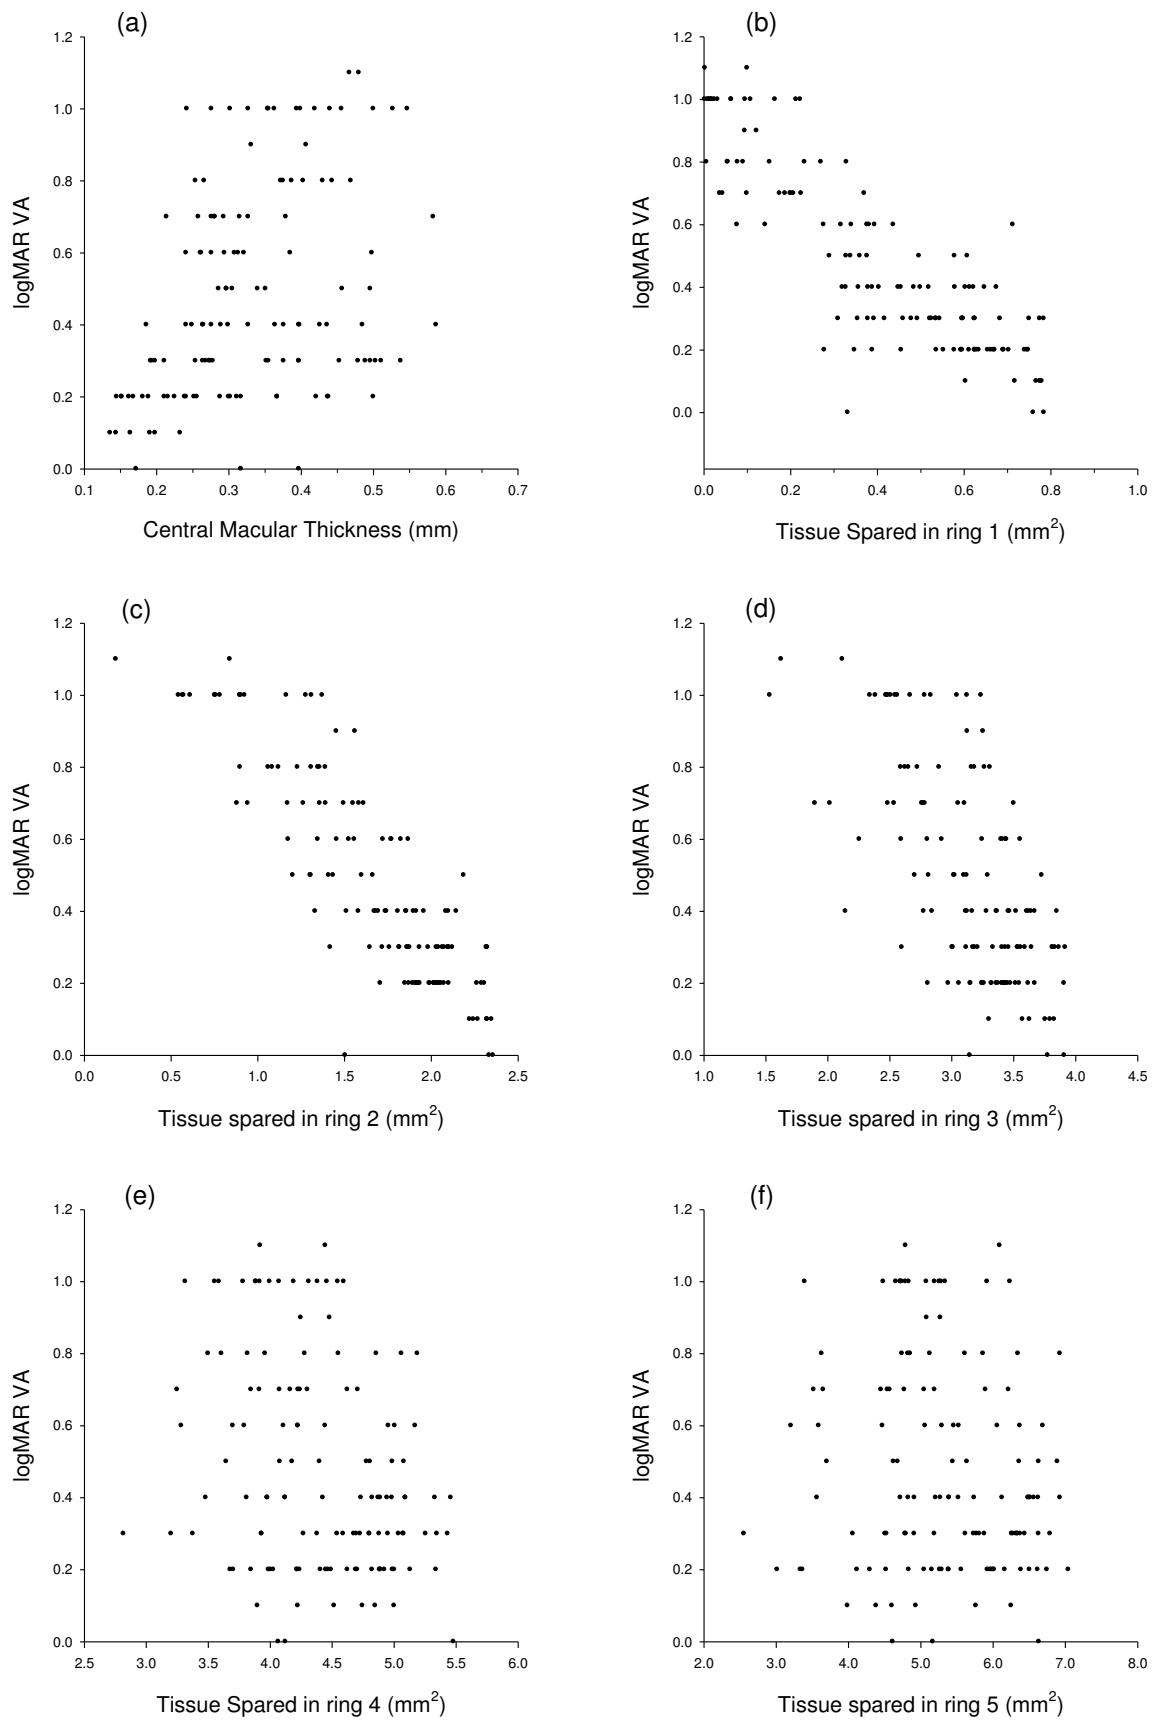 (a)
1.2
1.0
0.8
0.6
0.4
0.2
0.0
logMAR VA
0.1 0.2 0.3 0.4 0.5 0.6 0.7
Central Macular Thickness (mm)
(b)
1.2
1.0
0.8
0.6
0.4
0.2
0.0
logMAR VA
0.0 0.2 0.4 0.6 0.8 1.0
Tissue Spared in ring 1 (mm²)
(c)
1.2
1.0
0.8
0.6
0.4
0.2
0.0
logMAR VA
0.0 0.5 1.0 1.5 2.0 2.5
Tissue spared in ring 2 (mm²)
(d)
1.2
1.0
0.8
0.6
0.4
0.2
0.0
logMAR VA
1.0 1.5 2.0 2.5 3.0 3.5 4.0 4.5
Tissue spared in ring 3 (mm²)
(e)
1.2
1.0
0.8
0.6
0.4
0.2
0.0
logMAR VA
2.5 3.0 3.5 4.0 4.5 5.0 5.5 6.0
Tissue Spared in ring 4 (mm²)
(f)
1.2
1.0
0.8
0.6
0.4
0.2
0.0
logMAR VA
2.0 3.0 4.0 5.0 6.0 7.0 8.0
Tissue spared in ring 5 (mm²)